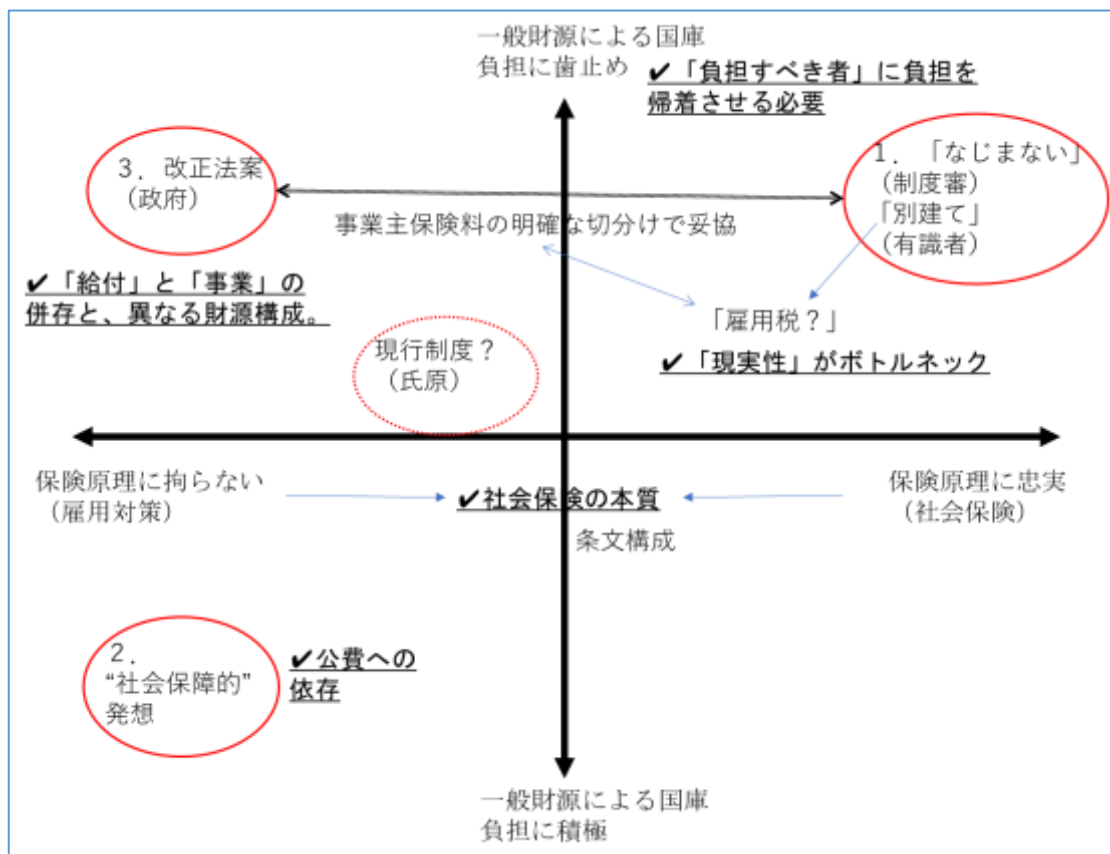 一般財源による国庫
負担に歯止め
✔「負担すべき者」に負担を
帰着させる必要
3．改正法案
（政府）
1．「なじまない」
（制度審）
「別建て」
（有識者）
事業主保険料の明確な切分けで妥協
✔「給付」と「事業」の
併存と、異なる財源構成。
「雇用税？」
✔「現実性」がボトルネック
現行制度？
（氏原）
保険原理に拘らない
（雇用対策）
✔社会保険の本質
保険原理に忠実
（社会保険）
条文構成
2．
“社会保障的”
発想
✔公費への
依存
一般財源による国庫
負担に積極